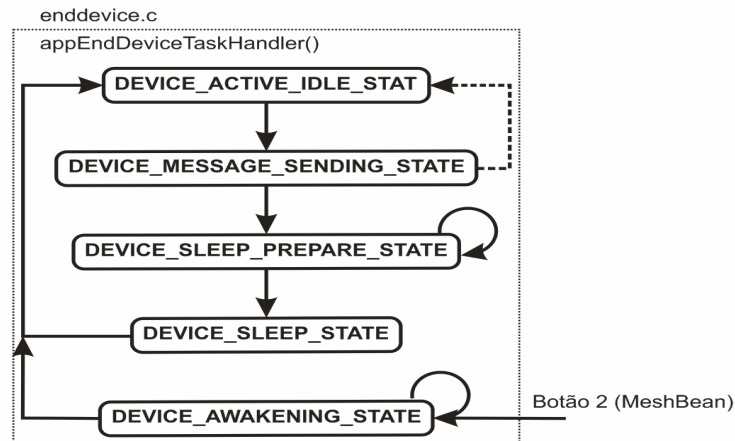 enddevice.c
appEndDeviceTaskHandler()
DEVICE_ACTIVE_IDLE_STAT
DEVICE_MESSAGE_SENDING_STATE
DEVICE_SLEEP_PREPARE_STATE
DEVICE_SLEEP_STATE
DEVICE_AWAKENING_STATE
Botão 2 (MeshBean)